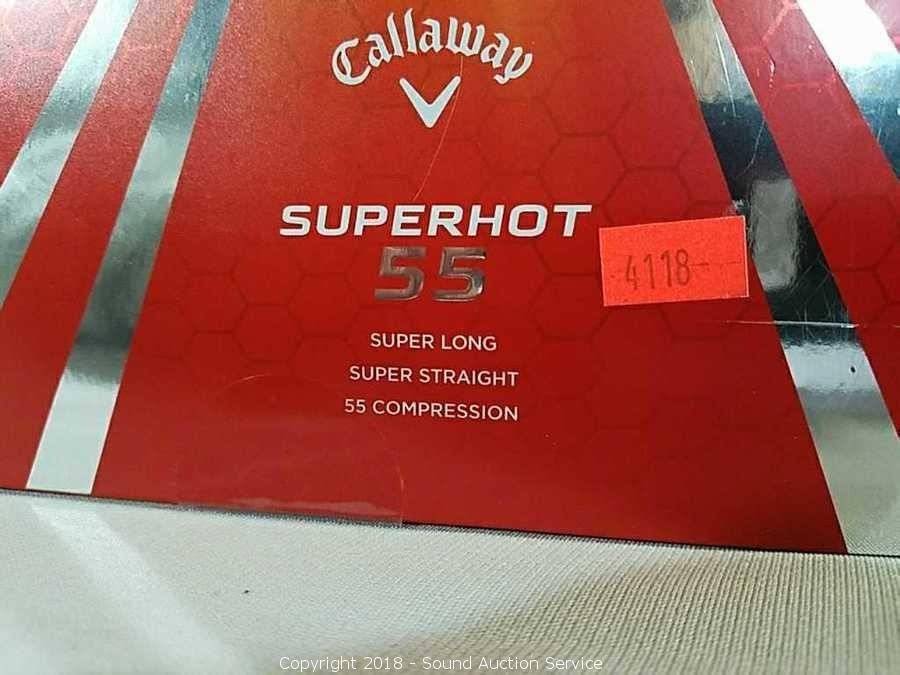 Callaway
SUPERHOT
55
4118
SUPER LONG
SUPER STRAIGHT
55 COMPRESSION
Copyright 2018 - Sound Auction Service